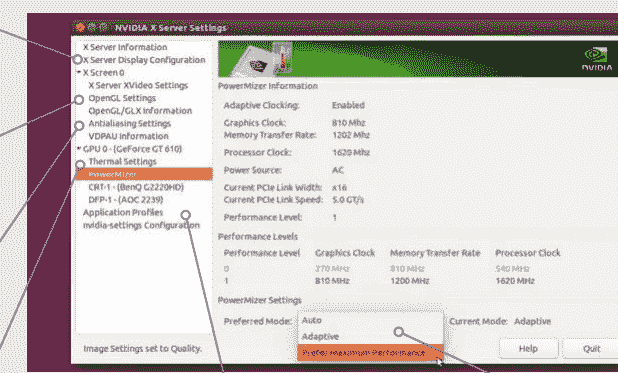 NVIDIA X Server Settings
X Server Information
X Server Display Configuration
X Screen 0
X Server XVideo Settings
OpenGL Settings
OpenGL/GLX Information
Antialiasing Settings
VDPAU Information
GPU 0 - (GeForce GT 610)
Thermal Settings
PowerMizer
CRT-1 - (BenQ G2220HD)
DFP-1 - (AOC 2239)
Application Profiles
nvidia-settings Configuration
NVIDIA
PowerMizer Information
Adaptive Clocking: Enabled
Graphics Clock: 810 Mhz
Memory Transfer Rate: 1202 Mhz
Processor Clock: 1620 Mhz
Power Source: AC
Current PCIe Link Width: x16
Current PCIe Link Speed: 5.0 GT/s
Performance Level: 1
Performance Levels
Performance Level Graphics Clock Memory Transfer Rate Processor Clock
0 270 MHz 810 MHz 540 MHz
1 810 MHz 1200 MHz 1620 MHz
PowerMizer Settings
Preferred Mode: Auto Current Mode: Adaptive
Adaptive
Prefer Maximum Performance
Image Settings set to Quality.
Help Quit